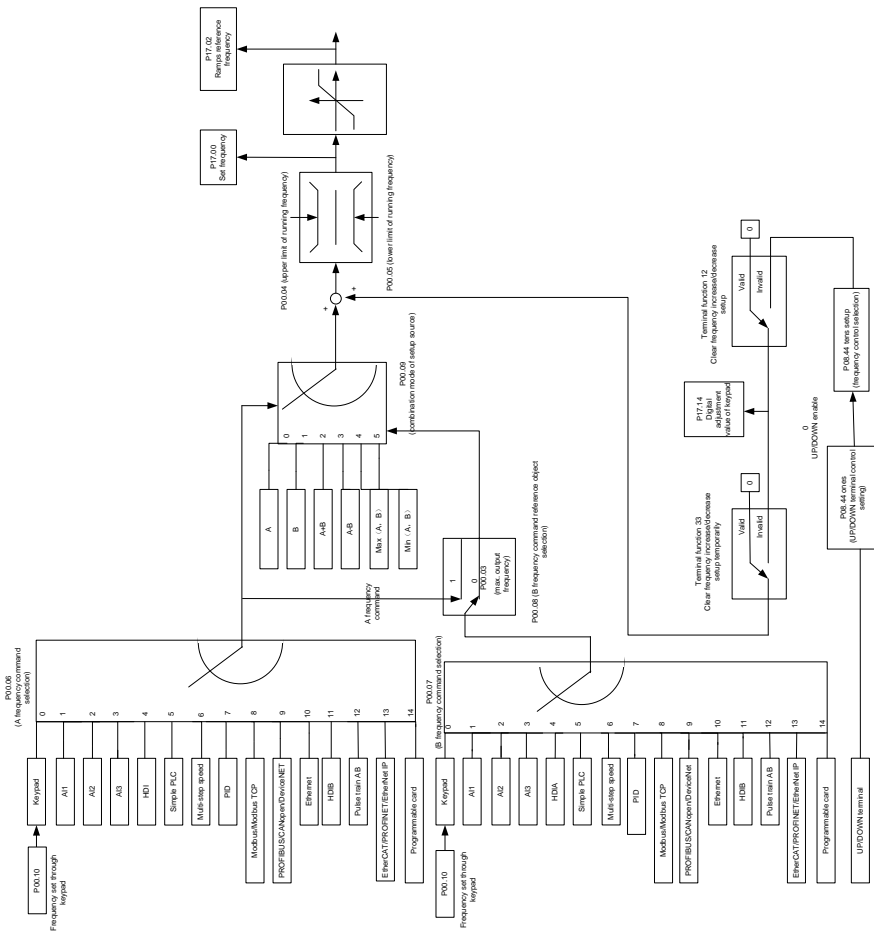 P17.02
Ramps reference
frequency
P17.00
Set frequency
P00.04 (upper limit of running frequency)
P00.05 (lower limit of running frequency)
+
+
P00.09
(combination mode of setup source)
0
1
2
3
4
5
A
B
A+B
A-B
Max（A，B）
Min（A，B）
A frequency
command
1
0
P00.03
(max. output
frequency)
P00.08 (B frequency command reference object
selection)
P00.06
(A frequency command
selection)
0
1
2
3
4
5
6
7
8
9
10
11
12
13
14
Keypad
AI1
AI2
AI3
HDI
Simple PLC
Multi-step speed
PID
Modbus/Modbus TCP
PROFIBUS/CANopen/DeviceNET
Ethernet
HDIB
Pulse train AB
EtherCAT/PROFINET/EtherNet IP
Programmable card
P00.10
Frequency set through
keypad
P00.07
(B frequency command selection)
0
1
2
3
4
5
6
7
8
9
10
11
12
13
14
Keypad
AI1
AI2
AI3
HDIA
Simple PLC
Multi-step speed
PID
Modbus/Modbus TCP
PROFIBUS/CANopen/DeviceNet
Ethernet
HDIB
Pulse train AB
EtherCAT/PROFINET/EtherNet IP
Programmable card
P00.10
Frequency set through
keypad
UP/DOWN terminal
P08.44 ones
(UP/DOWN terminal control
setting)
0
UP/DOWN enable
P08.44 tens setup
(frequency control selection)
Terminal function 12
Clear frequency increase/decrease
setup
Valid
Invalid
0
P17.14
Digital
adjustment
value of keypad
Terminal function 33
Clear frequency increase/decrease
setup temporarily
Valid
Invalid
0